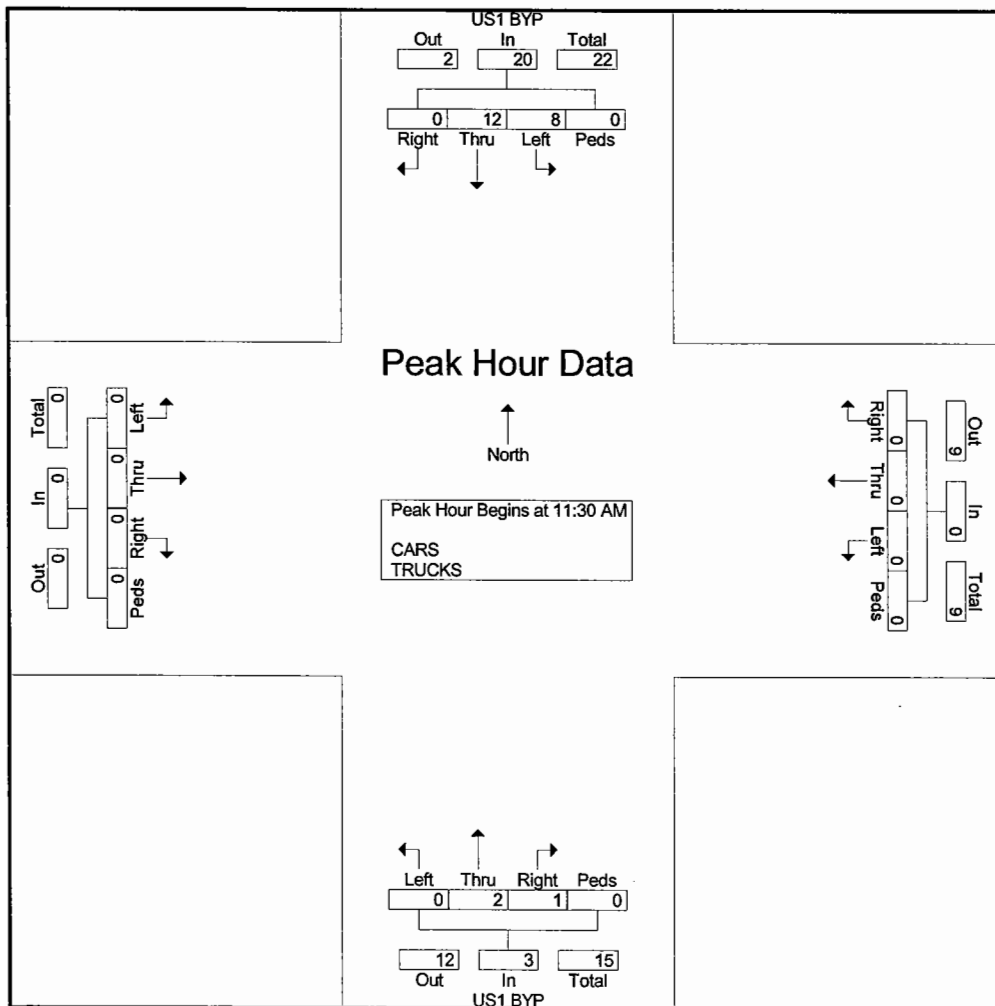 US1 BYP
Out In Total
2 20 22
0 12 8 0
Right Thru Left Peds
Peak Hour Data
North
Peak Hour Begins at 11:30 AM
CARS
TRUCKS
Total In Out
0 0 0
0 0 0 0
Left Thru Right Peds
Out In Total
9 0 9
Right Thru Left Peds
0 0 0 0
Left Thru Right Peds
0 2 1 0
12 3 15
Out In Total
US1 BYP